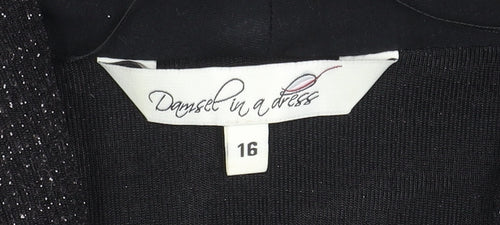 Damsel in a dress
16